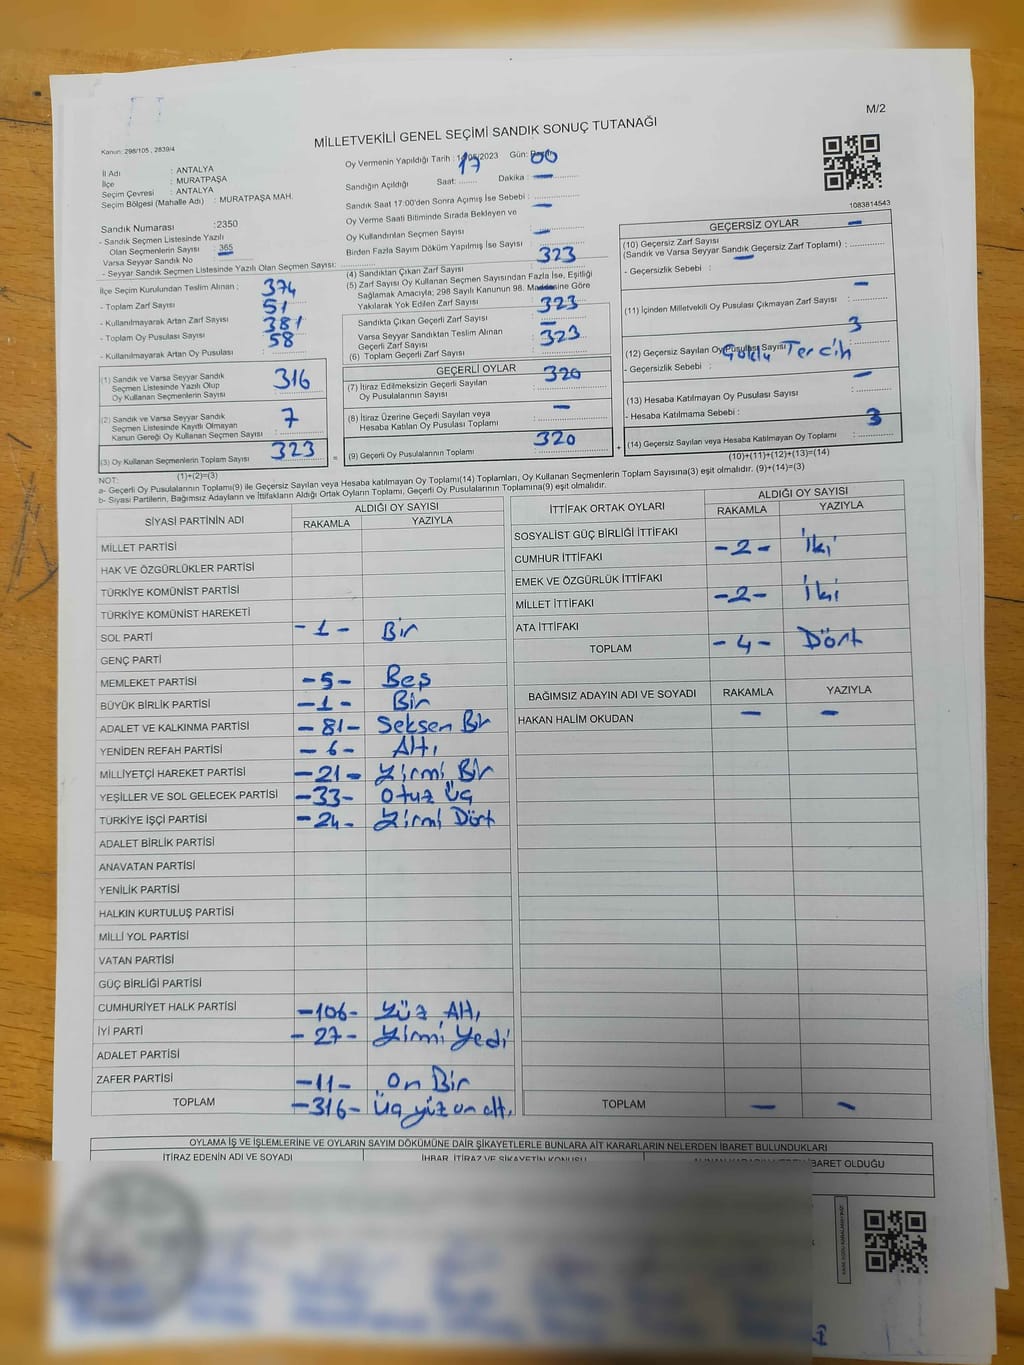 M/2
MİLLETVEKİLİ GENEL SEÇİMİ SANDIK SONUÇ TUTANAĞI
Kanun: 298/105 , 2839/4
İl Adı : ANTALYA
İlçe : MURATPAŞA
Seçim Çevresi : ANTALYA
Seçim Bölgesi (Mahalle Adı) : MURATPAŞA MAH.
Sandık Numarası :2350
- Sandık Seçmen Listesinde Yazılı
Olan Seçmenlerin Sayısı : 365
Varsa Seyyar Sandık No
- Seyyar Sandık Seçmen Listesinde Yazılı Olan Seçmen Sayısı:
Oy Vermenin Yapıldığı Tarih : 14/05/2023 Gün: Pazar
Sandığın Açıldığı Saat: 17 Dakika : 00
Sandık Saat 17:00'den Sonra Açımış İse Sebebi : –
Oy Verme Saati Bitiminde Sırada Bekleyen ve
Oy Kullandırılan Seçmen Sayısı –
Birden Fazla Sayım Döküm Yapılmış İse Sayısı –
1083814543
İlçe Seçim Kurulundan Teslim Alınan :
- Toplam Zarf Sayısı 374
- Kullanılmayarak Artan Zarf Sayısı 51
- Toplam Oy Pusulası Sayısı 381
- Kullanılmayarak Artan Oy Pusulası 58
(1) Sandık ve Varsa Seyyar Sandık
Seçmen Listesinde Yazılı Olup
Oy Kullanan Seçmenlerin Sayısı 316
(2) Sandık ve Varsa Seyyar Sandık
Seçmen Listesinde Kayıtlı Olmayan
Kanun Gereği Oy Kullanan Seçmen Sayısı : 7
(3) Oy Kullanan Seçmenlerin Toplam Sayısı 323
(1)+(2)=(3)
(4) Sandıktan Çıkan Zarf Sayısı : 323
(5) Zarf Sayısı Oy Kullanan Seçmen Sayısından Fazla İse, Eşitliği
Sağlamak Amacıyla; 298 Sayılı Kanunun 98. Maddesine Göre
Yakılarak Yok Edilen Zarf Sayısı –
Sandıkta Çıkan Geçerli Zarf Sayısı 323
Varsa Seyyar Sandıktan Teslim Alınan
Geçerli Zarf Sayısı –
(6) Toplam Geçerli Zarf Sayısı 323
GEÇERLİ OYLAR
(7) İtiraz Edilmeksizin Geçerli Sayılan
Oy Pusulalarının Sayısı 320
(8) İtiraz Üzerine Geçerli Sayılan veya
Hesaba Katılan Oy Pusulası Toplamı –
= (9) Geçerli Oy Pusulalarının Toplamı 320 +
GEÇERSİZ OYLAR
(10) Geçersiz Zarf Sayısı –
(Sandık ve Varsa Seyyar Sandık Geçersiz Zarf Toplamı) :
- Geçersizlik Sebebi : –
(11) İçinden Milletvekili Oy Pusulası Çıkmayan Zarf Sayısı : –
(12) Geçersiz Sayılan Oy Pusulası Sayısı 3
- Geçersizlik Sebebi : Çoklu Tercih
(13) Hesaba Katılmayan Oy Pusulası Sayısı –
- Hesaba Katılmama Sebebi :
(14) Geçersiz Sayılan veya Hesaba Katılmayan Oy Toplamı : 3
(10)+(11)+(12)+(13)=(14)
NOT:
a- Geçerli Oy Pusulalarının Toplamı(9) ile Geçersiz Sayılan veya Hesaba katılmayan Oy Toplamı(14) Toplamları, Oy Kullanan Seçmenlerin Toplam Sayısına(3) eşit olmalıdır. (9)+(14)=(3)
b- Siyasi Partilerin, Bağımsız Adayların ve İttifakların Aldığı Ortak Oyların Toplamı, Geçerli Oy Pusulalarının Toplamına(9) eşit olmalıdır.
SİYASİ PARTİNİN ADI ALDIĞI OY SAYISI
RAKAMLA YAZIYLA
MİLLET PARTİSİ
HAK VE ÖZGÜRLÜKLER PARTİSİ
TÜRKİYE KOMÜNİST PARTİSİ
TÜRKİYE KOMÜNİST HAREKETİ
SOL PARTİ -1- Bir
GENÇ PARTİ
MEMLEKET PARTİSİ -5- Beş
BÜYÜK BİRLİK PARTİSİ -1- Bir
ADALET VE KALKINMA PARTİSİ -81- Seksen Bir
YENİDEN REFAH PARTİSİ -6- Altı
MİLLİYETÇİ HAREKET PARTİSİ -21- Yirmi Bir
YEŞİLLER VE SOL GELECEK PARTİSİ -33- Otuz Üç
TÜRKİYE İŞÇİ PARTİSİ -24- Yirmi Dört
ADALET BİRLİK PARTİSİ
ANAVATAN PARTİSİ
YENİLİK PARTİSİ
HALKIN KURTULUŞ PARTİSİ
MİLLİ YOL PARTİSİ
VATAN PARTİSİ
GÜÇ BİRLİĞİ PARTİSİ
CUMHURİYET HALK PARTİSİ -106- Yüz Altı
İYİ PARTİ -27- Yirmi Yedi
ADALET PARTİSİ
ZAFER PARTİSİ -11- On Bir
TOPLAM -316- Üç yüz on altı
İTTİFAK ORTAK OYLARI ALDIĞI OY SAYISI
RAKAMLA YAZIYLA
SOSYALİST GÜÇ BİRLİĞİ İTTİFAKI
CUMHUR İTTİFAKI -2- İki
EMEK VE ÖZGÜRLÜK İTTİFAKI
MİLLET İTTİFAKI -2- İki
ATA İTTİFAKI
TOPLAM -4- Dört
BAĞIMSIZ ADAYIN ADI VE SOYADI RAKAMLA YAZIYLA
HAKAN HALİM OKUDAN – –
TOPLAM – –
OYLAMA İŞ VE İŞLEMLERİNE VE OYLARIN SAYIM DÖKÜMÜNE DAİR ŞİKAYETLERLE BUNLARA AİT KARARLARIN NELERDEN İBARET BULUNDUKLARI
İTİRAZ EDENİN ADI VE SOYADI İHBAR, İTİRAZ VE ŞİKAYETİN KONUSU İBARET OLDUĞU